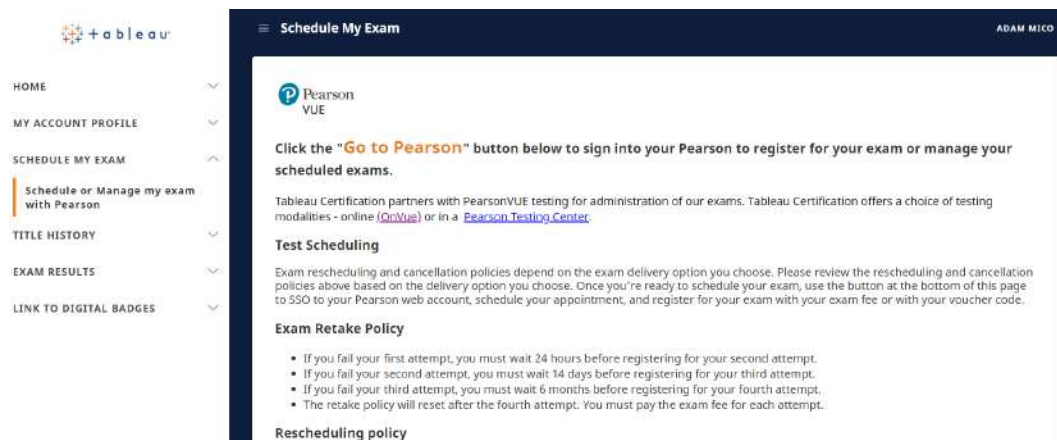 +ableau
HOME
MY ACCOUNT PROFILE
SCHEDULE MY EXAM
Schedule or Manage my exam
with Pearson
TITLE HISTORY
EXAM RESULTS
LINK TO DIGITAL BADGES
Schedule My Exam
ADAM MICO
Pearson
VUE
Click the "Go to Pearson" button below to sign into your Pearson to register for your exam or manage your
scheduled exams.
Tableau Certification partners with PearsonVUE testing for administration of our exams. Tableau Certification offers a choice of testing
modalities - online (OnVue) or in a Pearson Testing Center.
Test Scheduling
Exam rescheduling and cancellation policies depend on the exam delivery option you choose. Please review the rescheduling and cancellation
policies above based on the delivery option you choose. Once you're ready to schedule your exam, use the button at the bottom of this page
to SSO to your Pearson web account, schedule your appointment, and register for your exam with your exam fee or with your voucher code.
Exam Retake Policy
• If you fail your first attempt, you must wait 24 hours before registering for your second attempt.
• If you fail your second attempt, you must wait 14 days before registering for your third attempt.
• If you fail your third attempt, you must wait 6 months before registering for your fourth attempt.
• The retake policy will reset after the fourth attempt. You must pay the exam fee for each attempt.
Rescheduling policy